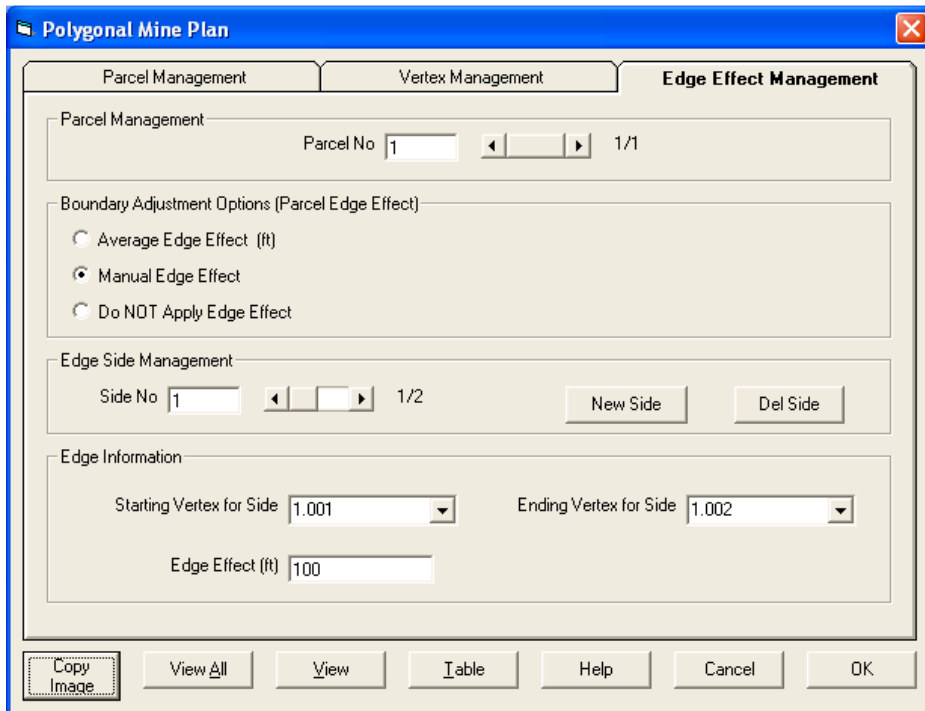 Polygonal Mine Plan
Parcel Management Vertex Management Edge Effect Management
Parcel Management
Parcel No 1 1/1
Boundary Adjustment Options (Parcel Edge Effect)
Average Edge Effect (ft)
Manual Edge Effect
Do NOT Apply Edge Effect
Edge Side Management
Side No 1 1/2 New Side Del Side
Edge Information
Starting Vertex for Side 1.001 Ending Vertex for Side 1.002
Edge Effect (ft) 100
Copy
Image View All View Table Help Cancel OK